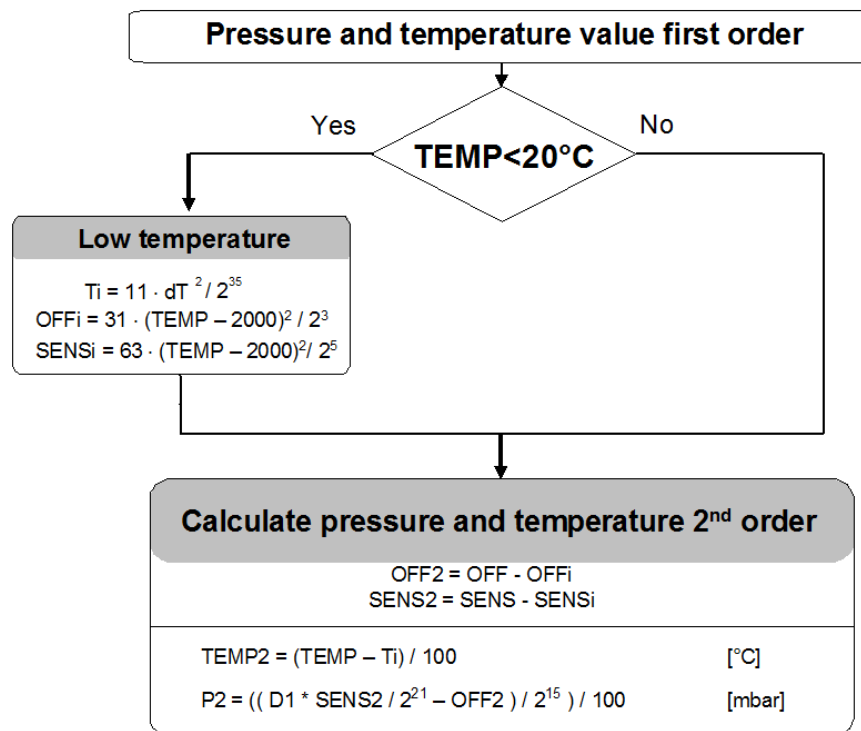 Pressure and temperature value first order
Yes
No
TEMP<20°C
Low temperature
Ti = 11 · dT ² / 2³⁵
OFFi = 31 · (TEMP – 2000)² / 2³
SENSi = 63 · (TEMP – 2000)²/ 2⁵
Calculate pressure and temperature 2ⁿᵈ order
OFF2 = OFF - OFFi
SENS2 = SENS - SENSi
TEMP2 = (TEMP – Ti) / 100 [°C]
P2 = (( D1 * SENS2 / 2²¹ – OFF2 ) / 2¹⁵ ) / 100 [mbar]